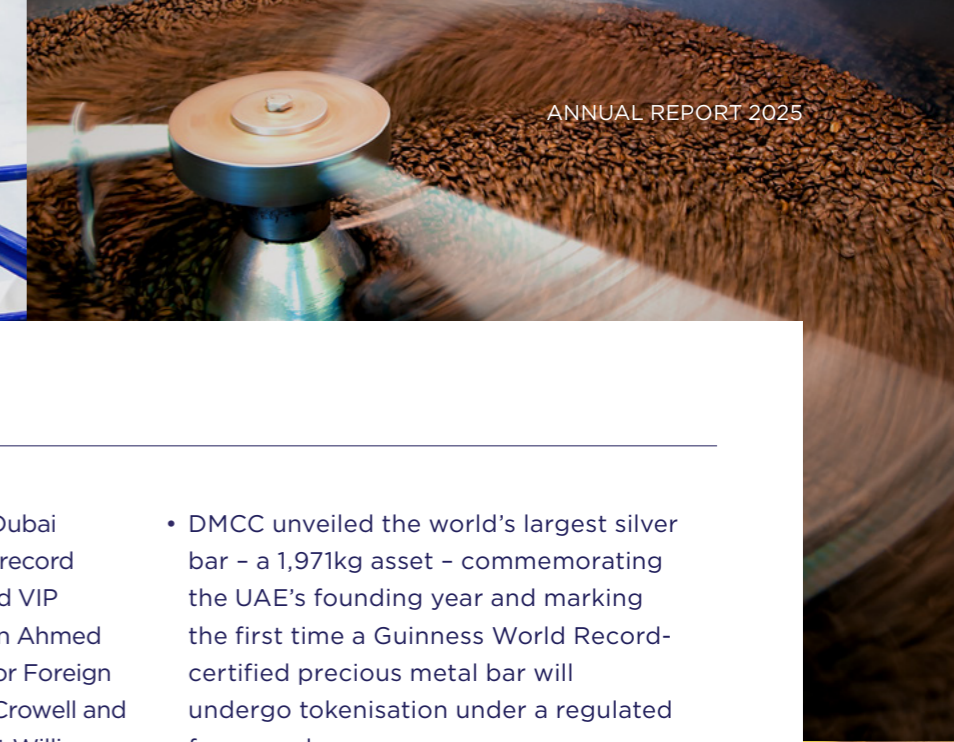 ANNUAL REPORT 2025
Dubai
record
VIP
Ahmed
Foreign
Crowell and
• DMCC unveiled the world’s largest silver
bar – a 1,971kg asset – commemorating
the UAE’s founding year and marking
the first time a Guinness World Record-
certified precious metal bar will
undergo tokenisation under a regulated